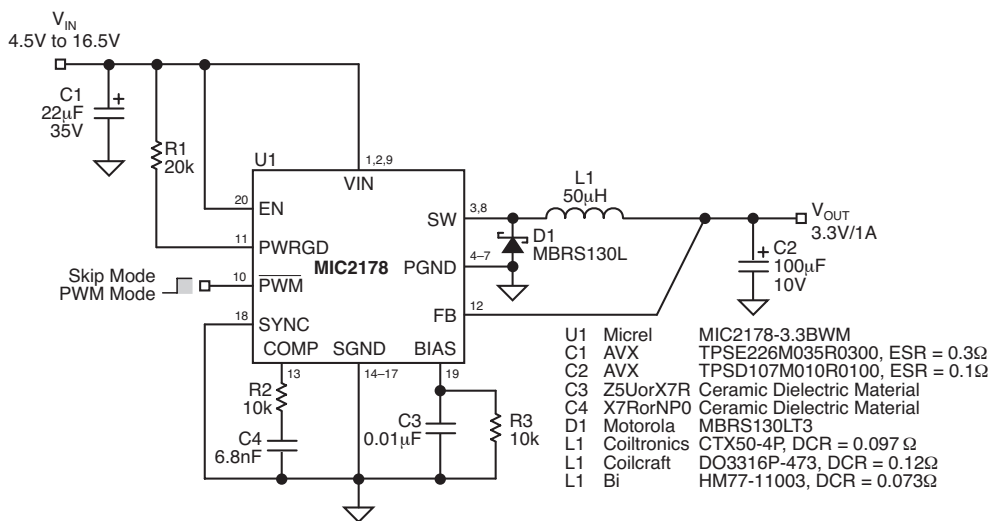 VIN
4.5V to 16.5V
C1
22µF
35V
R1
20k
U1
1,2,9
VIN
20
EN
11
PWRGD
MIC2178
Skip Mode
PWM Mode
10
PWM
18
SYNC
COMP
SGND
BIAS
SW
3,8
PGND
4–7
FB
12
L1
50µH
D1
MBRS130L
VOUT
3.3V/1A
C2
100µF
10V
13
14–17
19
R2
10k
C4
6.8nF
C3
0.01µF
R3
10k
U1 Micrel MIC2178-3.3BWM
C1 AVX TPSE226M035R0300, ESR = 0.3Ω
C2 AVX TPSD107M010R0100, ESR = 0.1Ω
C3 Z5UorX7R Ceramic Dielectric Material
C4 X7RorNP0 Ceramic Dielectric Material
D1 Motorola MBRS130LT3
L1 Coiltronics CTX50-4P, DCR = 0.097 Ω
L1 Coilcraft DO3316P-473, DCR = 0.12Ω
L1 Bi HM77-11003, DCR = 0.073Ω